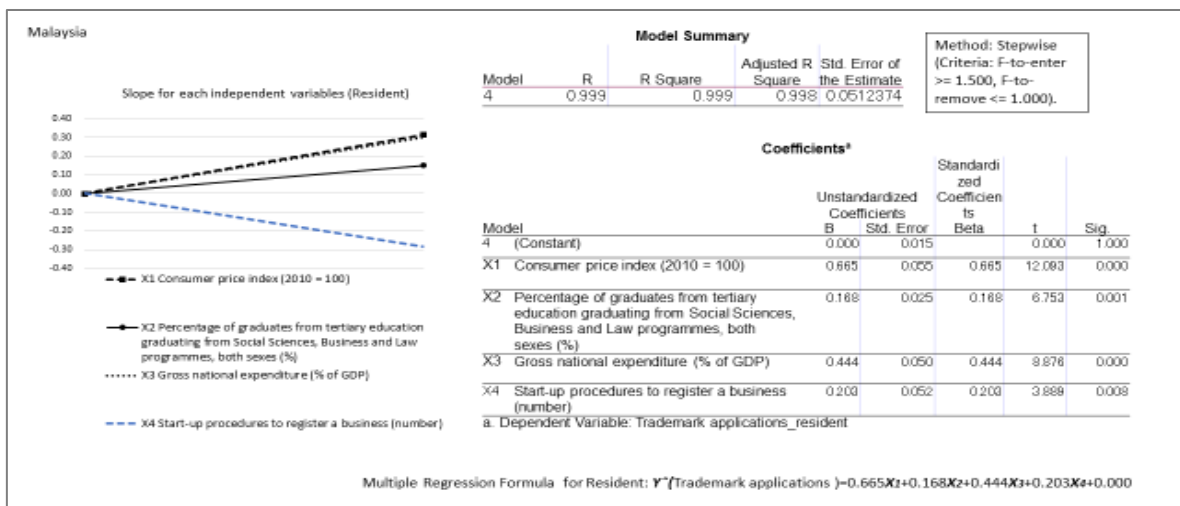 Malaysia
Slope for each independent variables (Resident)
0.40
0.30
0.20
0.10
0.00
-0.10
-0.20
-0.30
-0.40
X1 Consumer price index (2010 = 100)
X2 Percentage of graduates from tertiary education
graduating from Social Sciences, Business and Law
programmes, both sexes (%)
X3 Gross national expenditure (% of GDP)
X4 Start-up procedures to register a business (number)
Model Summary
Model R R Square Adjusted R Square Std. Error of the Estimate
4 0.999 0.999 0.998 0.0512374
Method: Stepwise
(Criteria: F-to-enter
>= 1.500, F-to-
remove <= 1.000).
Coefficientsᵃ
Model Unstandardized Coefficients Standardized Coefficients t Sig.
B Std. Error Beta
4 (Constant) 0.000 0.015 0.000 1.000
X1 Consumer price index (2010 = 100) 0.665 0.055 0.665 12.093 0.000
X2 Percentage of graduates from tertiary 0.168 0.025 0.168 6.753 0.001
education graduating from Social Sciences,
Business and Law programmes, both
sexes (%)
X3 Gross national expenditure (% of GDP) 0.444 0.050 0.444 8.876 0.000
X4 Start-up procedures to register a business 0.203 0.052 0.203 3.889 0.008
(number)
a. Dependent Variable: Trademark applications_resident
Multiple Regression Formula for Resident: Yˆ(Trademark applications )=0.665X1+0.168X2+0.444X3+0.203X4+0.000